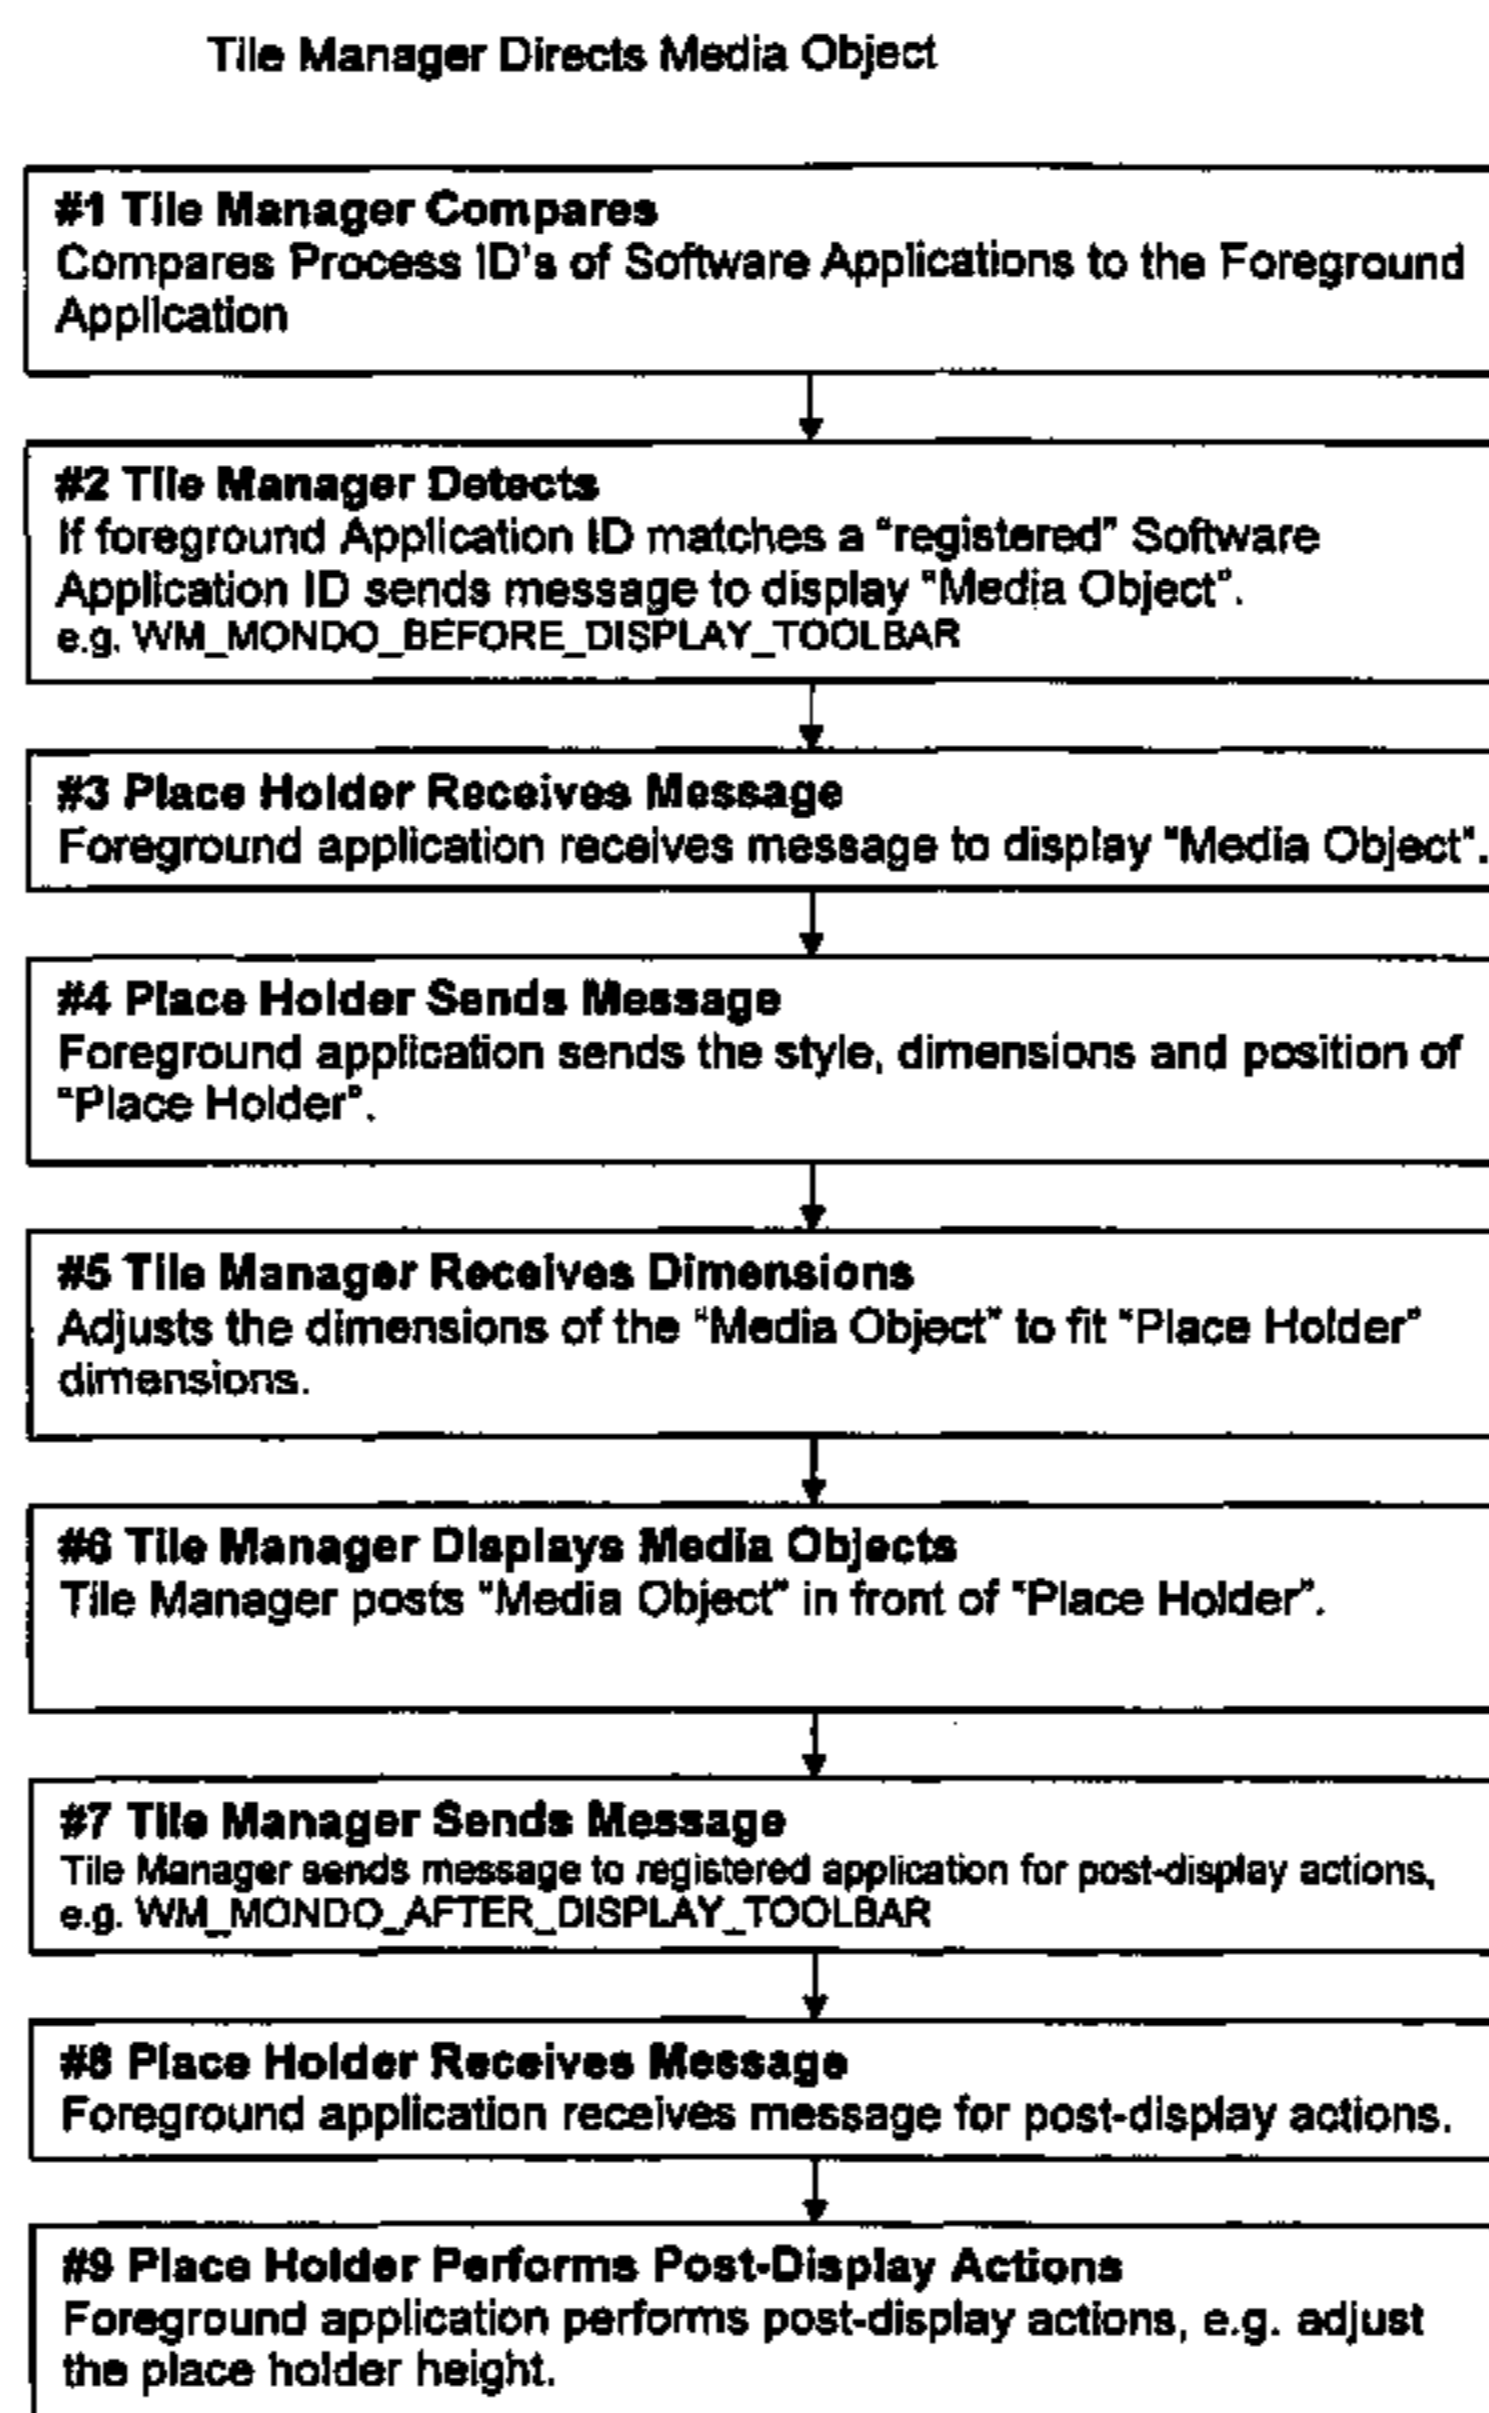 Tile Manager Directs Media Object
#1 Tile Manager Compares
Compares Process ID's of Software Applications to the Foreground
Application
#2 Tile Manager Detects
If foreground Application ID matches a "registered" Software
Application ID sends message to display "Media Object".
e.g. WM_MONDO_BEFORE_DISPLAY_TOOLBAR
#3 Place Holder Receives Message
Foreground application receives message to display "Media Object".
#4 Place Holder Sends Message
Foreground application sends the style, dimensions and position of
"Place Holder".
#5 Tile Manager Receives Dimensions
Adjusts the dimensions of the "Media Object" to fit "Place Holder"
dimensions.
#6 Tile Manager Displays Media Objects
Tile Manager posts "Media Object" in front of "Place Holder".
#7 Tile Manager Sends Message
Tile Manager sends message to registered application for post-display actions,
e.g. WM_MONDO_AFTER_DISPLAY_TOOLBAR
#8 Place Holder Receives Message
Foreground application receives message for post-display actions.
#9 Place Holder Performs Post-Display Actions
Foreground application performs post-display actions, e.g. adjust
the place holder height.